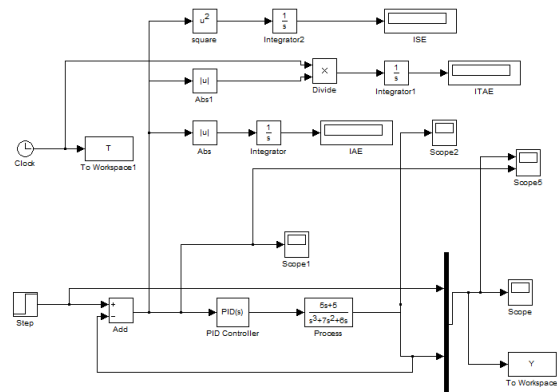 u²
square
1
s
Integrator2
ISE
|u|
Abs1
×
Divide
1
s
Integrator1
ITAE
|u|
Abs
1
s
Integrator
IAE
Scope2
Clock
T
To Workspace1
Scope5
Scope1
Step
+
−
Add
PID(s)
PID Controller
5s+5
s³+7s²+6s
Process
Scope
Y
To Workspace